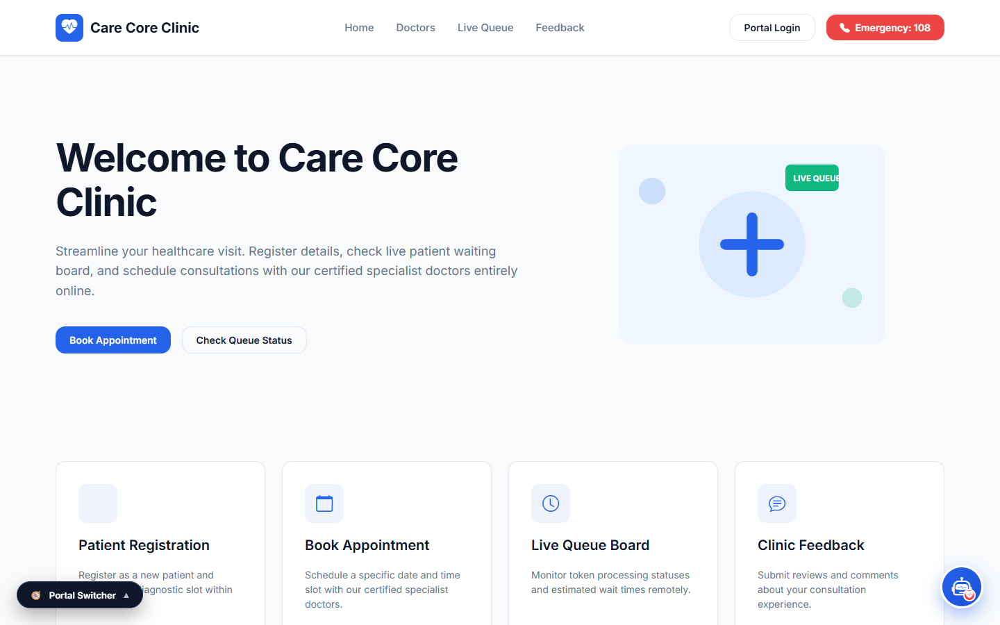 Care Core Clinic
Home
Doctors
Live Queue
Feedback
Portal Login
Emergency: 108
Welcome to Care Core
Clinic
Streamline your healthcare visit. Register details, check live patient waiting
board, and schedule consultations with our certified specialist doctors entirely
online.
Book Appointment
Check Queue Status
LIVE QUEUE
Patient Registration
Register as a new patient and
iagnostic slot within
Book Appointment
Schedule a specific date and time
slot with our certified specialist
doctors.
Live Queue Board
Monitor token processing statuses
and estimated wait times remotely.
Clinic Feedback
Submit reviews and comments
about your consultation
experience.
Portal Switcher ▲